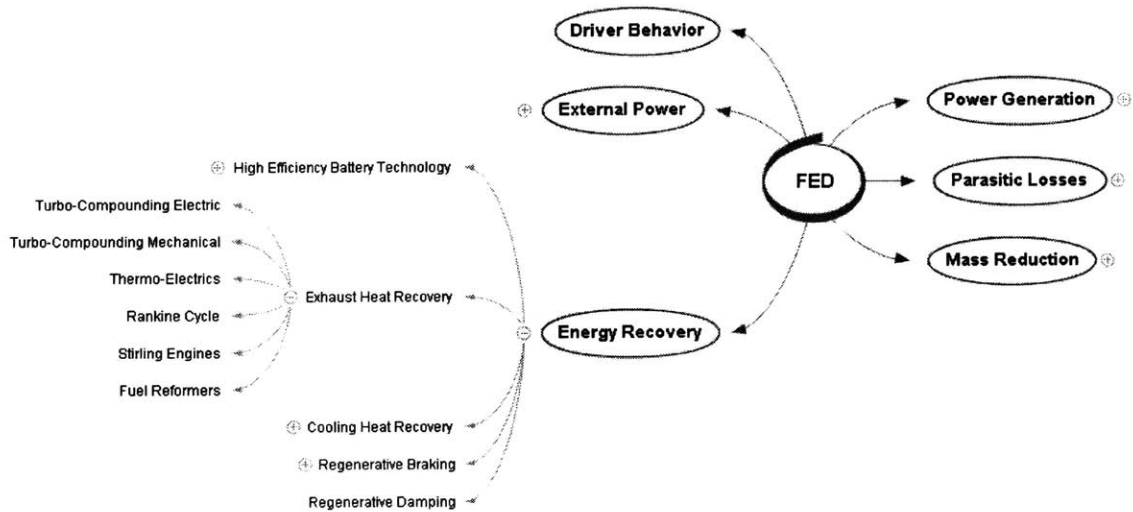 Driver Behavior
External Power
Power Generation
FED
Parasitic Losses
Mass Reduction
Energy Recovery
High Efficiency Battery Technology
Turbo-Compounding Electric
Turbo-Compounding Mechanical
Thermo-Electrics
Exhaust Heat Recovery
Rankine Cycle
Stirling Engines
Fuel Reformers
Cooling Heat Recovery
Regenerative Braking
Regenerative Damping